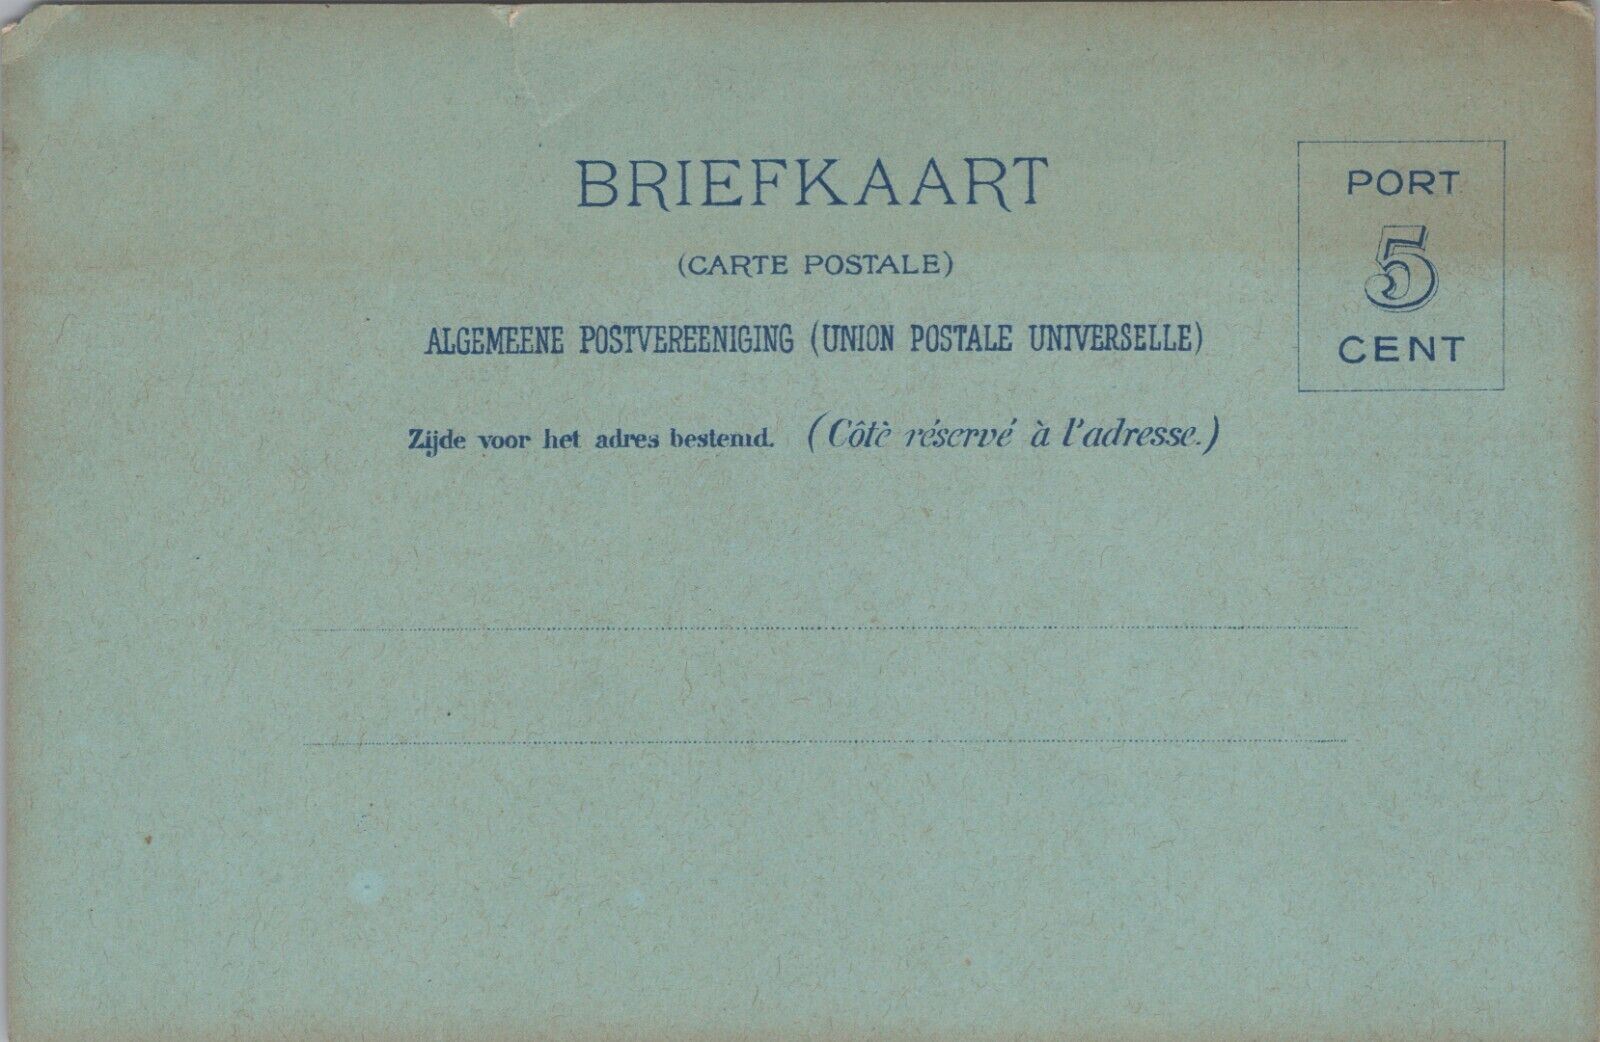 BRIEFKAART
(CARTE POSTALE)
ALGEMEENE POSTVEREENIGING (UNION POSTALE UNIVERSELLE)
Zijde voor het adres bestemd. (Côté réservé à l'adresse.)
PORT
5
CENT